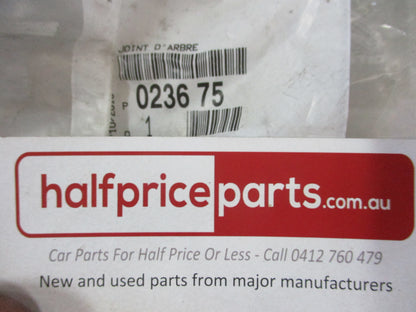 JOINT D'ARBRE
P 0236 75
1
halfpriceparts.com.au
Car Parts For Half Price Or Less - Call 0412 760 479
New and used parts from major manufacturers